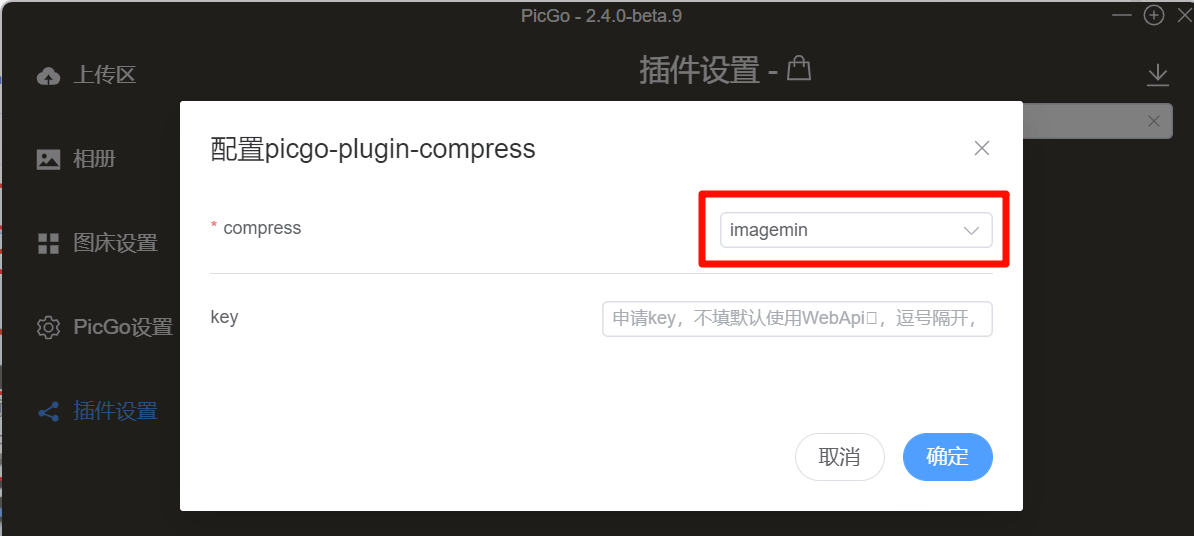 PicGo - 2.4.0-beta.9
上传区
插件设置 -
相册
图床设置
PicGo设置
插件设置
配置picgo-plugin-compress
* compress
imagemin
key
申请key，不填默认使用WebApi▯，逗号隔开，
取消
确定